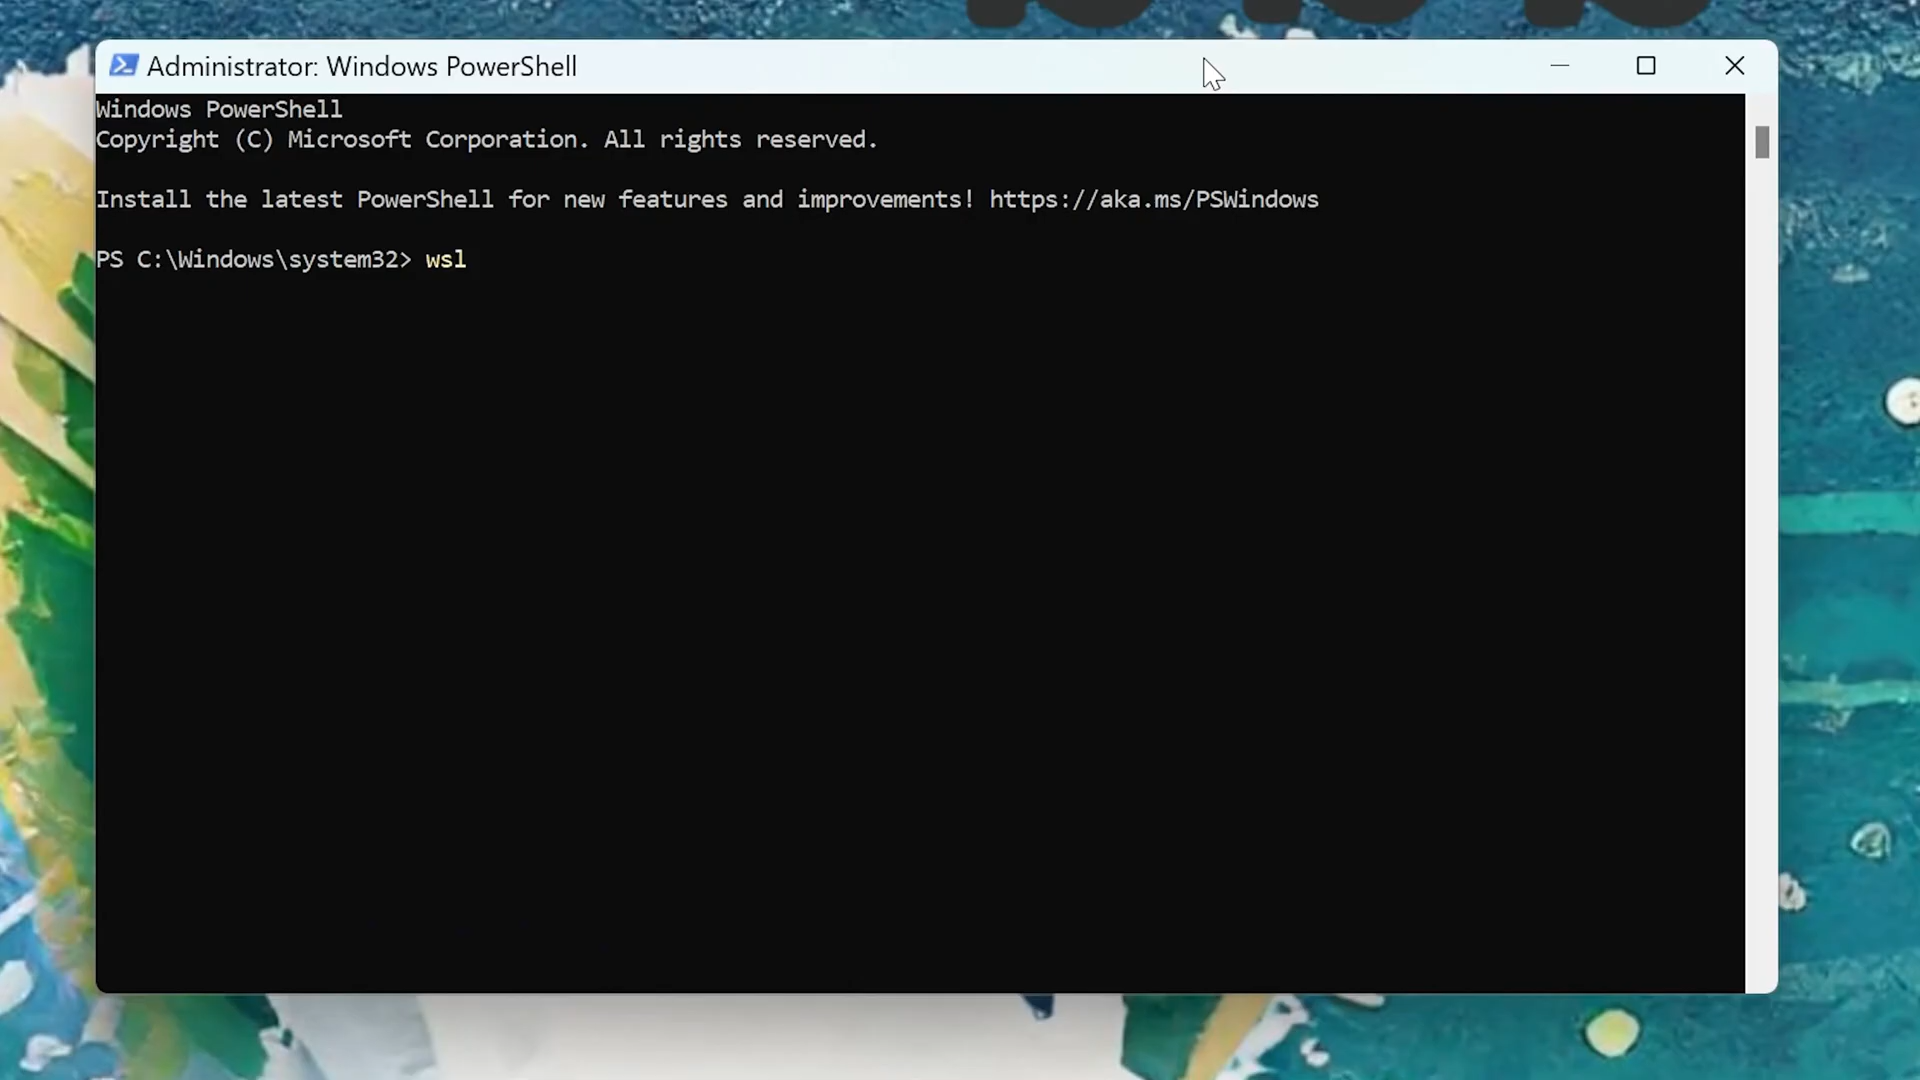 Administrator: Windows PowerShell
Windows PowerShell
Copyright (C) Microsoft Corporation. All rights reserved.
Install the latest PowerShell for new features and improvements! https://aka.ms/PSWindows
PS C:\Windows\system32> wsl